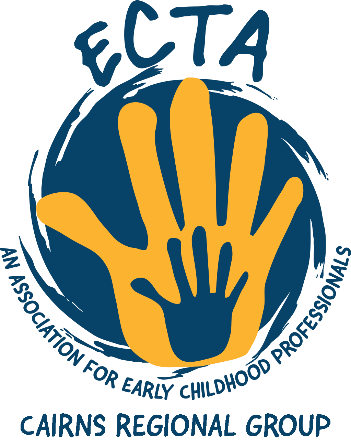 ECTA
AN ASSOCIATION FOR EARLY CHILDHOOD PROFESSIONALS
CAIRNS REGIONAL GROUP